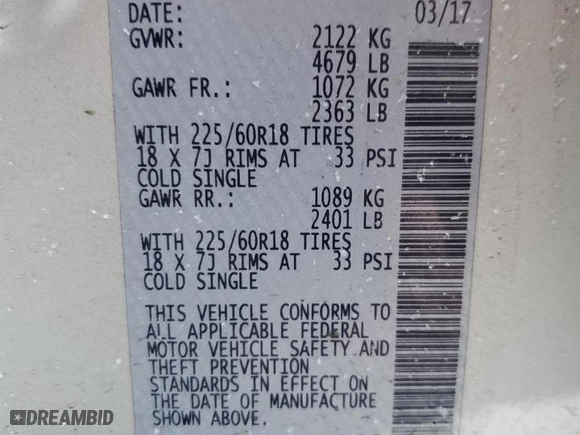 DATE: 03/17
GVWR: 2122 KG
4679 LB
GAWR FR.: 1072 KG
2363 LB
WITH 225/60R18 TIRES
18 X 7J RIMS AT 33 PSI
COLD SINGLE
GAWR RR.: 1089 KG
2401 LB
WITH 225/60R18 TIRES
18 X 7J RIMS AT 33 PSI
COLD SINGLE
THIS VEHICLE CONFORMS TO
ALL APPLICABLE FEDERAL
MOTOR VEHICLE SAFETY AND
THEFT PREVENTION
STANDARDS IN EFFECT ON
THE DATE OF MANUFACTURE
SHOWN ABOVE.
DREAMBID